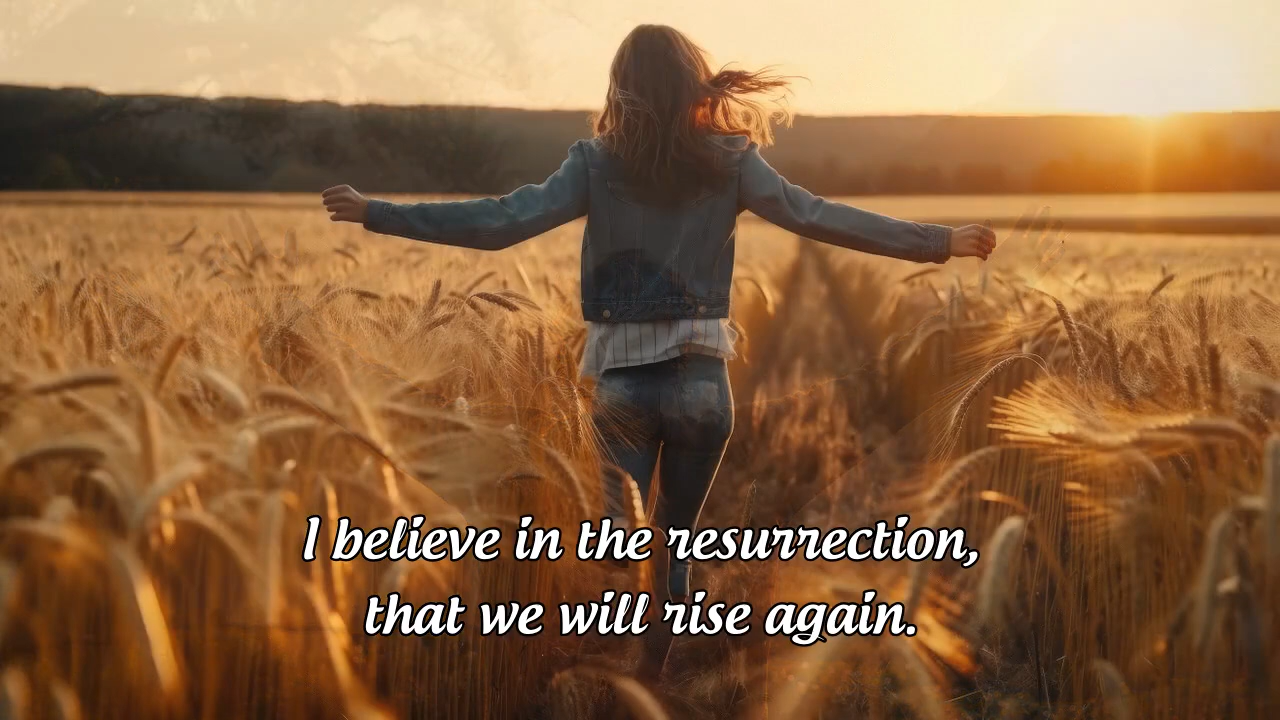 I believe in the resurrection,
that we will rise again.